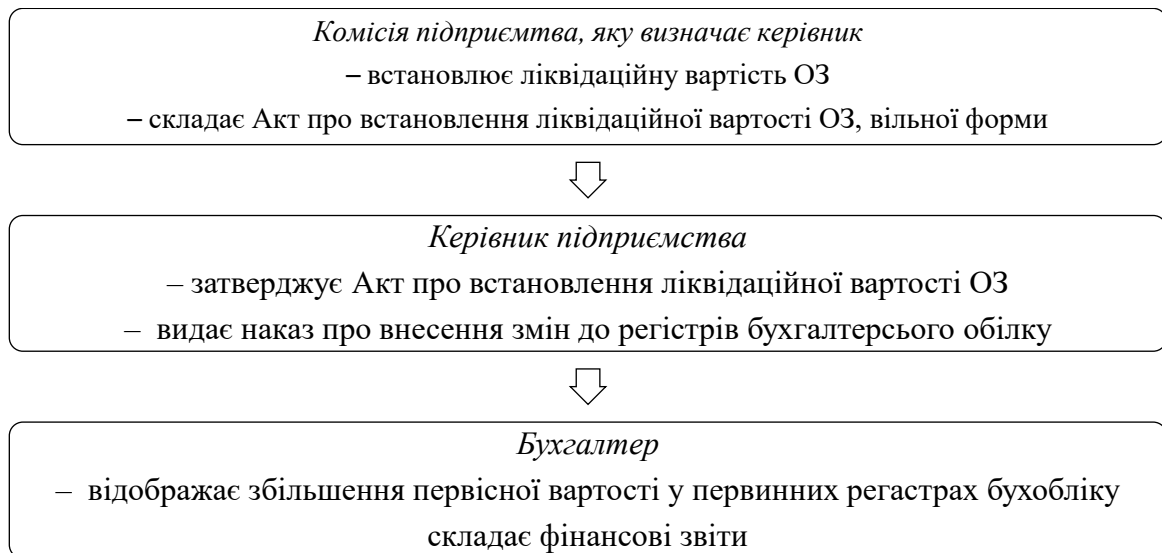 Комісія підприємтва, яку визначає керівник
– встановлює ліквідаційну вартість ОЗ
– складає Акт про встановлення ліквідаційної вартості ОЗ, вільної форми
Керівник підприємства
– затверджує Акт про встановлення ліквідаційної вартості ОЗ
– видає наказ про внесення змін до регістрів бухгалтерсього обілку
Бухгалтер
– відображає збільшення первісної вартості у первинних регастрах бухобліку
складає фінансові звіти